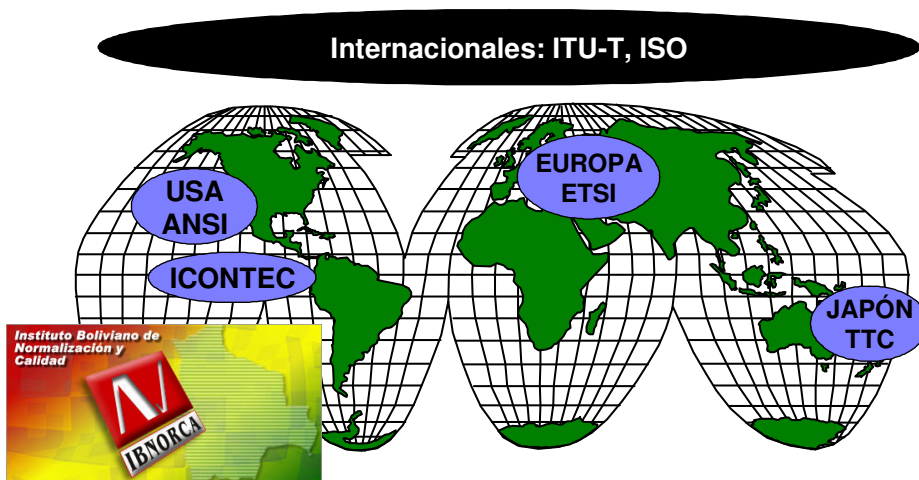 Internacionales: ITU-T, ISO
EUROPA
ETSI
USA
ANSI
ICONTEC
JAPÓN
TTC
Instituto Boliviano de
Normalización y
Calidad
N
IBNORCA